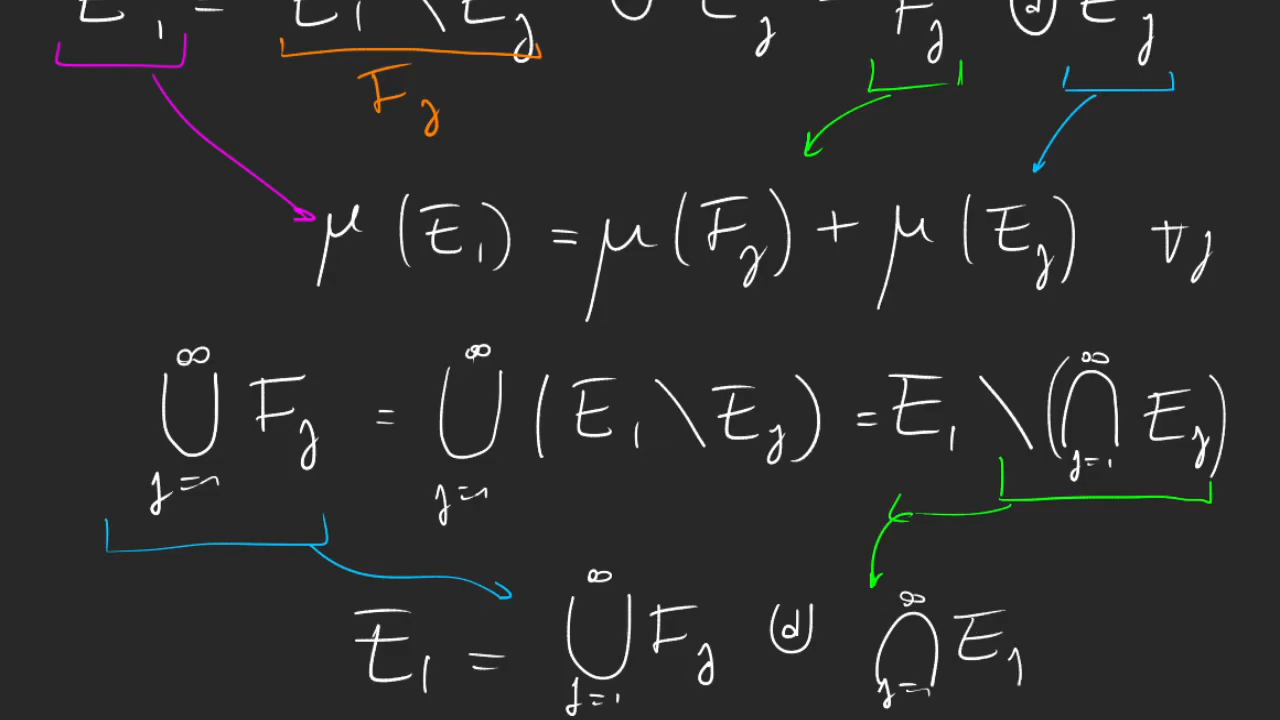 E₁ = E₁ \ E_j ∪ E_j = F_j ⊍ E_j
F_j
μ (E₁) = μ (F_j) + μ (E_j) ∀j
∞ ⋃ j=1 F_j = ∞ ⋃ j=1 (E₁ \ E_j) = E₁ \ (∞ ⋂ j=1 E_j)
E₁ = ∞ ⋃ j=1 F_j ⊍ ∞ ⋂ j=1 E_j